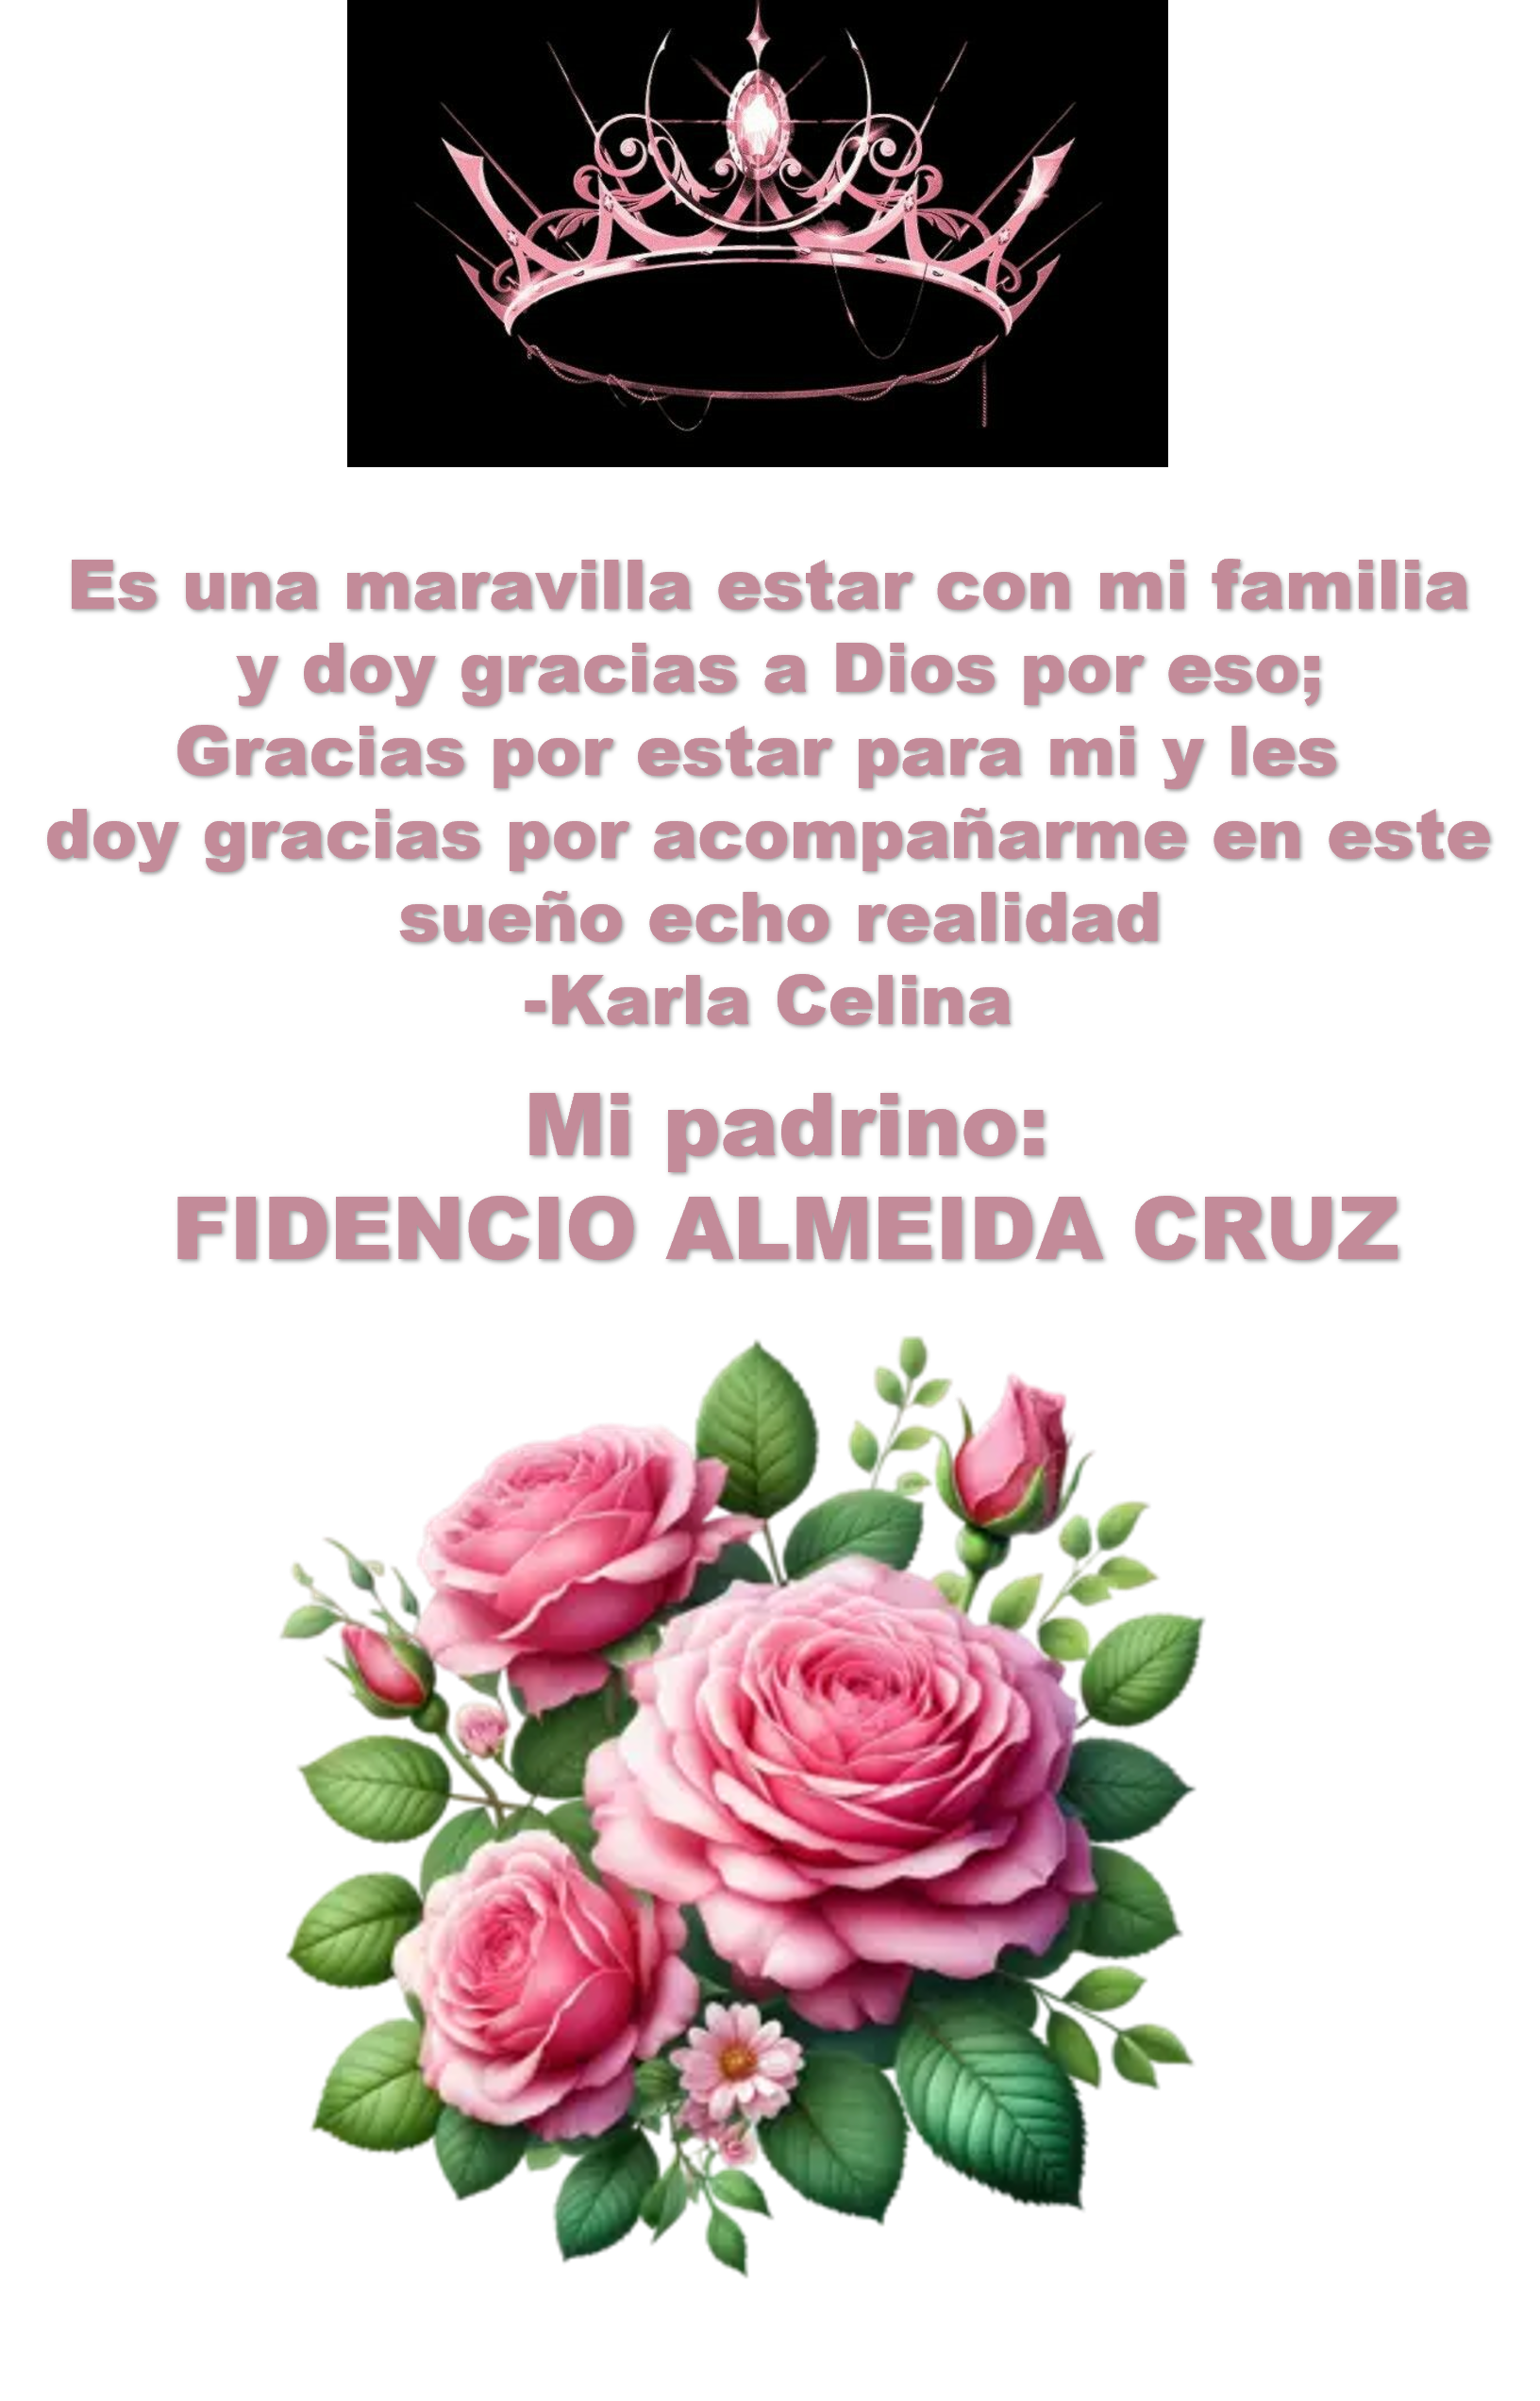 Es una maravilla estar con mi familia
y doy gracias a Dios por eso;
Gracias por estar para mi y les
doy gracias por acompañarme en este
sueño echo realidad
-Karla Celina
Mi padrino:
FIDENCIO ALMEIDA CRUZ